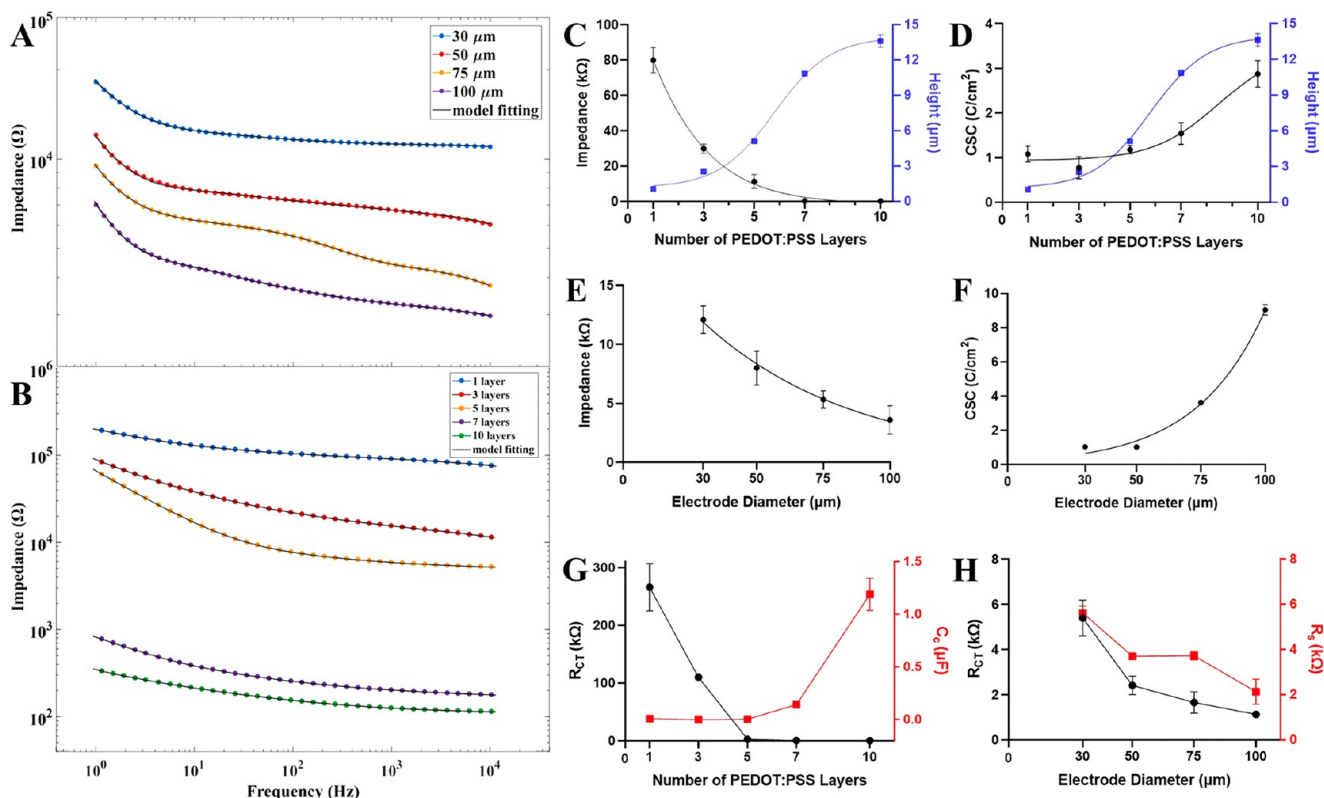 A
10⁵
10⁴
10⁶
Impedance (Ω)
30 μm
50 μm
75 μm
100 μm
model fitting
B
10⁵
10⁴
10³
10²
Impedance (Ω)
1 layer
3 layers
5 layers
7 layers
10 layers
model fitting
10⁰ 10¹ 10² 10³ 10⁴
Frequency (Hz)
C
Impedance (kΩ)
100
80
60
40
20
0
15
12
9
6
3
0
Height (μm)
0 1 3 5 7 10
Number of PEDOT:PSS Layers
D
CSC (C/cm²)
4
3
2
1
0
15
12
9
6
3
0
Height (μm)
0 1 3 5 7 10
Number of PEDOT:PSS Layers
E
Impedance (kΩ)
15
10
5
0
0 30 50 75 100
Electrode Diameter (μm)
F
CSC (C/cm²)
10
8
6
4
2
0
0 30 50 75 100
Electrode Diameter (μm)
G
R_CT (kΩ)
300
250
200
150
100
50
0
1.5
1.0
0.5
0.0
C_c (μF)
0 1 3 5 7 10
Number of PEDOT:PSS Layers
H
R_CT (kΩ)
8
6
4
2
0
8
6
4
2
0
R_s (kΩ)
0 30 50 75 100
Electrode Diameter (μm)